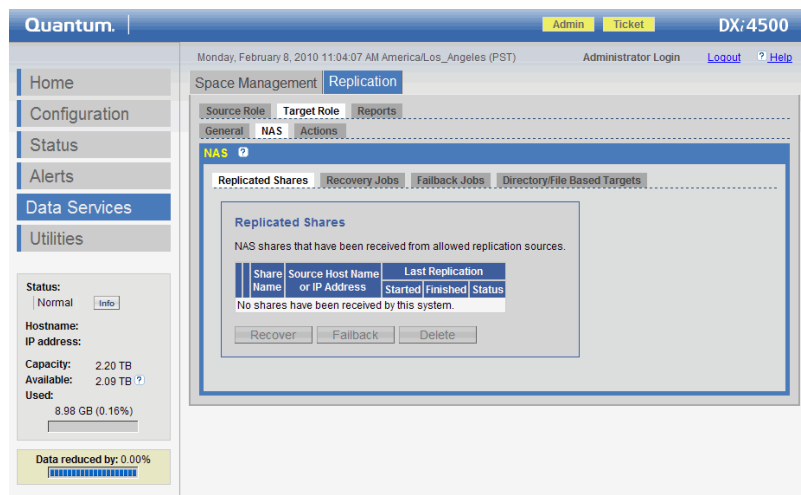 Quantum.
Admin Ticket
DXi4500
Monday, February 8, 2010 11:04:07 AM America/Los_Angeles (PST)
Administrator Login
Logout
? Help
Home
Configuration
Status
Alerts
Data Services
Utilities
Status:
Normal Info
Hostname:
IP address:
Capacity: 2.20 TB
Available: 2.09 TB ?
Used:
8.98 GB (0.16%)
Data reduced by: 0.00%
Space Management Replication
Source Role Target Role Reports
General NAS Actions
NAS ?
Replicated Shares Recovery Jobs Failback Jobs Directory/File Based Targets
Replicated Shares
NAS shares that have been received from allowed replication sources.
Share Name
Source Host Name or IP Address
Last Replication
Started Finished Status
No shares have been received by this system.
Recover Failback Delete